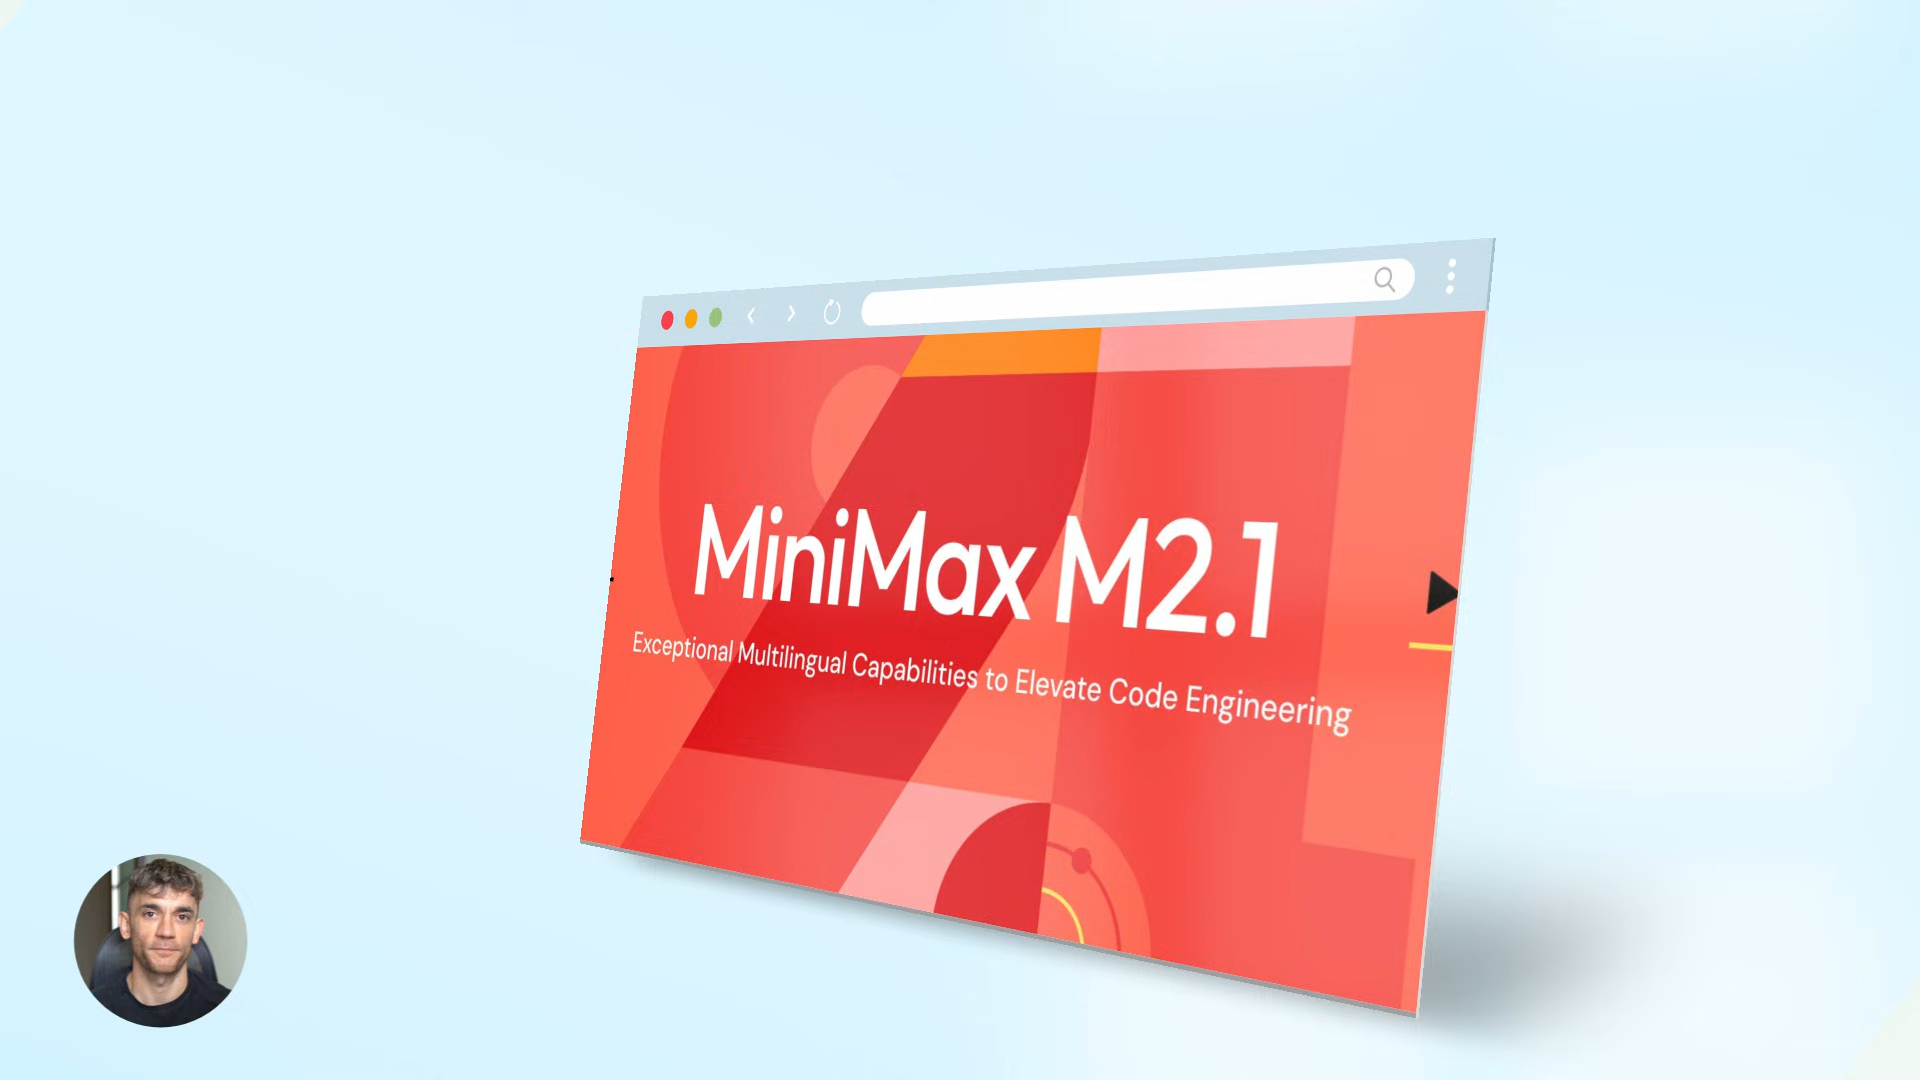 MiniMax M2.1
Exceptional Multilingual Capabilities to Elevate Code Engineering